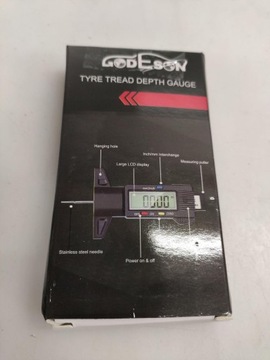 GODESON
TYRE TREAD DEPTH GAUGE
Hanging hole
Inch/mm interchange
Large LCD display
Measuring puller
Stainless steel needle
Power on & off